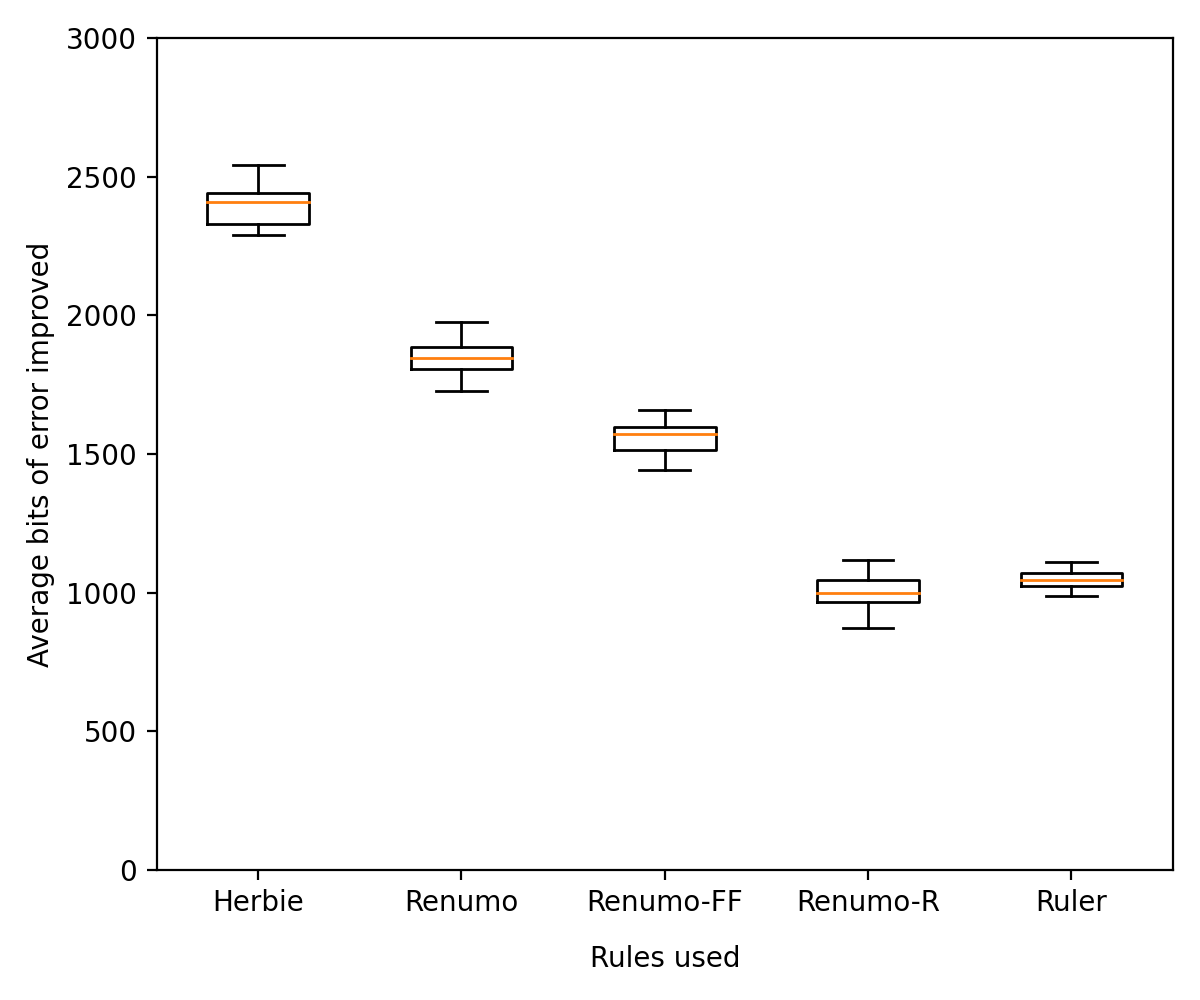 Average bits of error improved
3000
2500
2000
1500
1000
500
0
Herbie Renumo Renumo-FF Renumo-R Ruler
Rules used